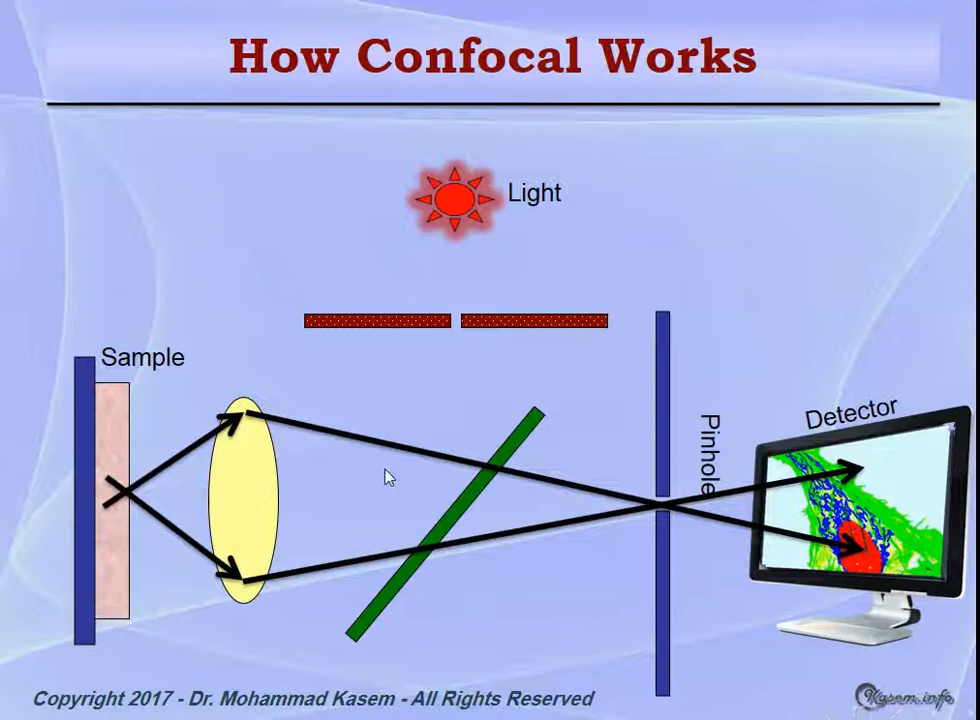 How Confocal Works
Light
Sample
Detector
Pinhole
Copyright 2017 - Dr. Mohammad Kasem - All Rights Reserved
Kasem.info